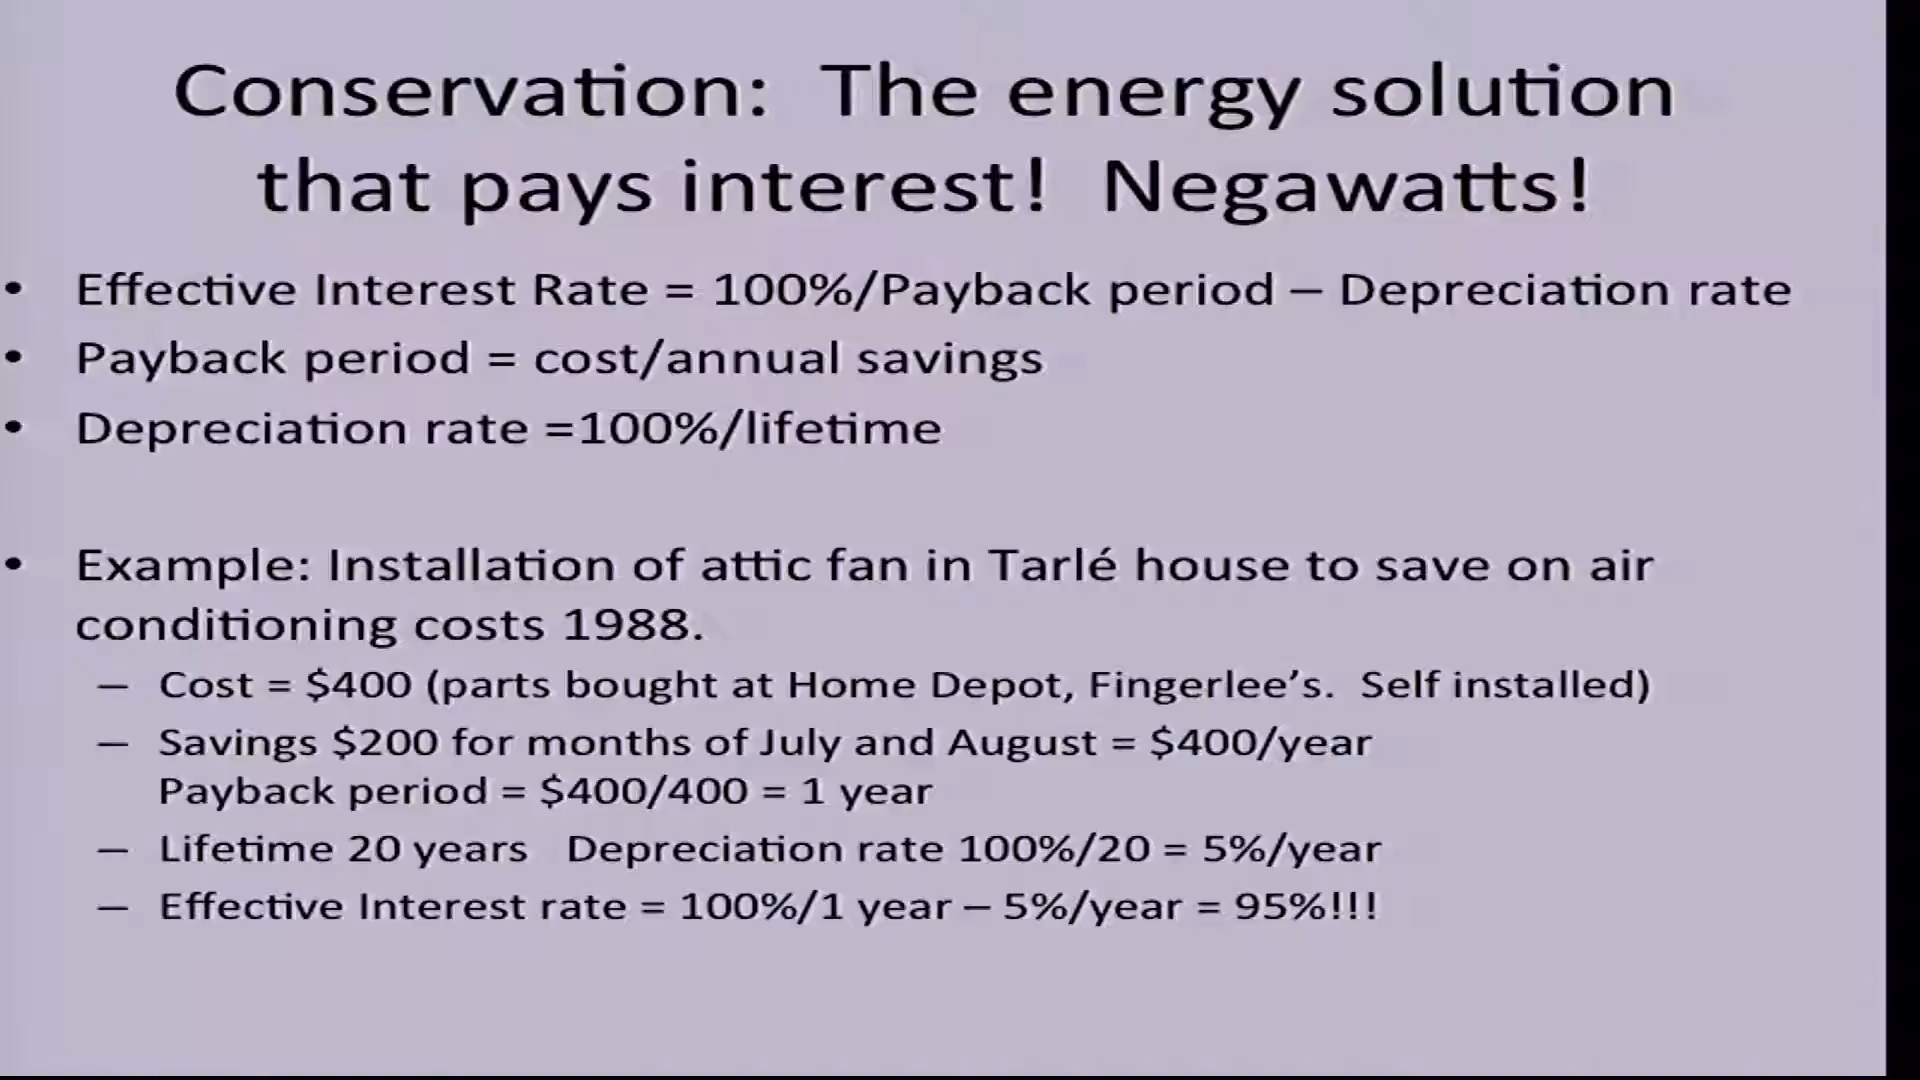 Conservation:  The energy solution
that pays interest!  Negawatts!
• Effective Interest Rate = 100%/Payback period – Depreciation rate
• Payback period = cost/annual savings
• Depreciation rate =100%/lifetime
• Example: Installation of attic fan in Tarlé house to save on air
conditioning costs 1988.
– Cost = $400 (parts bought at Home Depot, Fingerlee’s.  Self installed)
– Savings $200 for months of July and August = $400/year
Payback period = $400/400 = 1 year
– Lifetime 20 years   Depreciation rate 100%/20 = 5%/year
– Effective Interest rate = 100%/1 year – 5%/year = 95%!!!